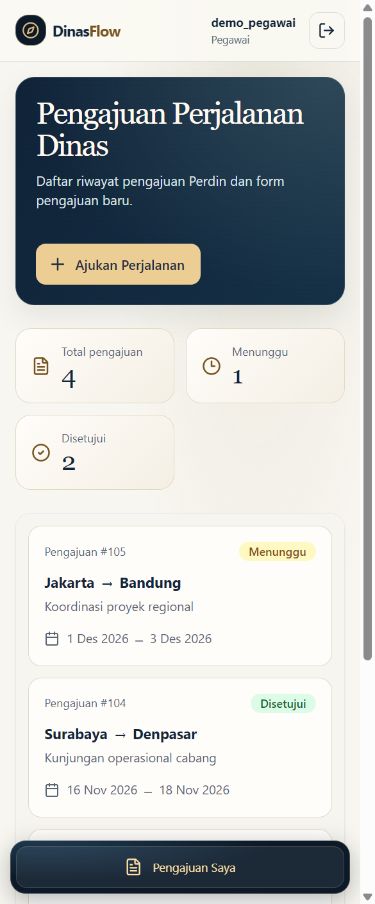 DinasFlow
demo_pegawai
Pegawai
Pengajuan Perjalanan
Dinas
Daftar riwayat pengajuan Perdin dan form
pengajuan baru.
Ajukan Perjalanan
Total pengajuan
4
Menunggu
1
Disetujui
2
Pengajuan #105
Menunggu
Jakarta → Bandung
Koordinasi proyek regional
1 Des 2026 — 3 Des 2026
Pengajuan #104
Disetujui
Surabaya → Denpasar
Kunjungan operasional cabang
16 Nov 2026 — 18 Nov 2026
Pengajuan Saya